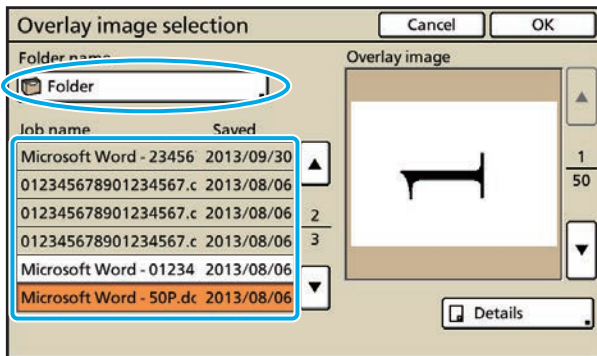 Overlay image selection Cancel OK
Folder name Overlay image
Folder
Job name Saved
Microsoft Word - 23456 2013/09/30
012345678901234567.c 2013/08/06
012345678901234567.c 2013/08/06
012345678901234567.c 2013/08/06
Microsoft Word - 01234 2013/08/06
Microsoft Word - 50P.dc 2013/08/06
2
3
1
1
50
Details